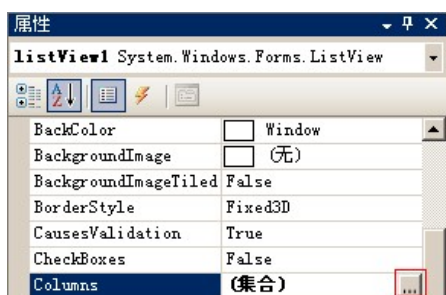 属性
listView1 System.Windows.Forms.ListView
BackColor Window
BackgroundImage (无)
BackgroundImageTiled False
BorderStyle Fixed3D
CausesValidation True
CheckBoxes False
Columns (集合) ...